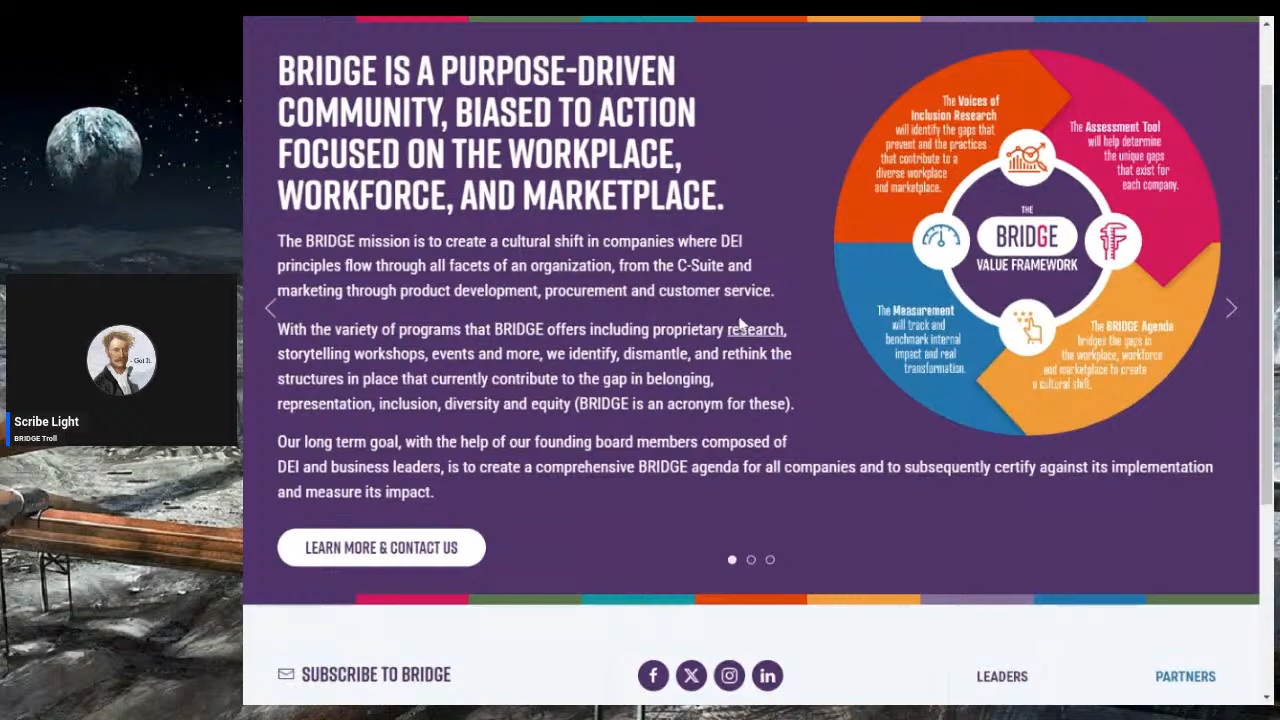 BRIDGE IS A PURPOSE-DRIVEN
COMMUNITY, BIASED TO ACTION
FOCUSED ON THE WORKPLACE,
WORKFORCE, AND MARKETPLACE.
The BRIDGE mission is to create a cultural shift in companies where DEI
principles flow through all facets of an organization, from the C-Suite and
marketing through product development, procurement and customer service.
With the variety of programs that BRIDGE offers including proprietary research,
storytelling workshops, events and more, we identify, dismantle, and rethink the
structures in place that currently contribute to the gap in belonging,
representation, inclusion, diversity and equity (BRIDGE is an acronym for these).
Our long term goal, with the help of our founding board members composed of
DEI and business leaders, is to create a comprehensive BRIDGE agenda for all companies and to subsequently certify against its implementation
and measure its impact.
LEARN MORE & CONTACT US
The Voices of
Inclusion Research
will identify the gaps that
prevent and the practices
that contribute to a
diverse workplace
and marketplace.
The Assessment Tool
will help determine
the unique gaps
that exist for
each company.
THE
BRIDGE
VALUE FRAMEWORK
The Measurement
will track and
benchmark internal
impact and real
transformation.
The BRIDGE Agenda
bridges the gaps in
the workplace, workforce
and marketplace to create
a cultural shift.
- Got It.
Scribe Light
BRIDGE Troll
SUBSCRIBE TO BRIDGE
LEADERS
PARTNERS